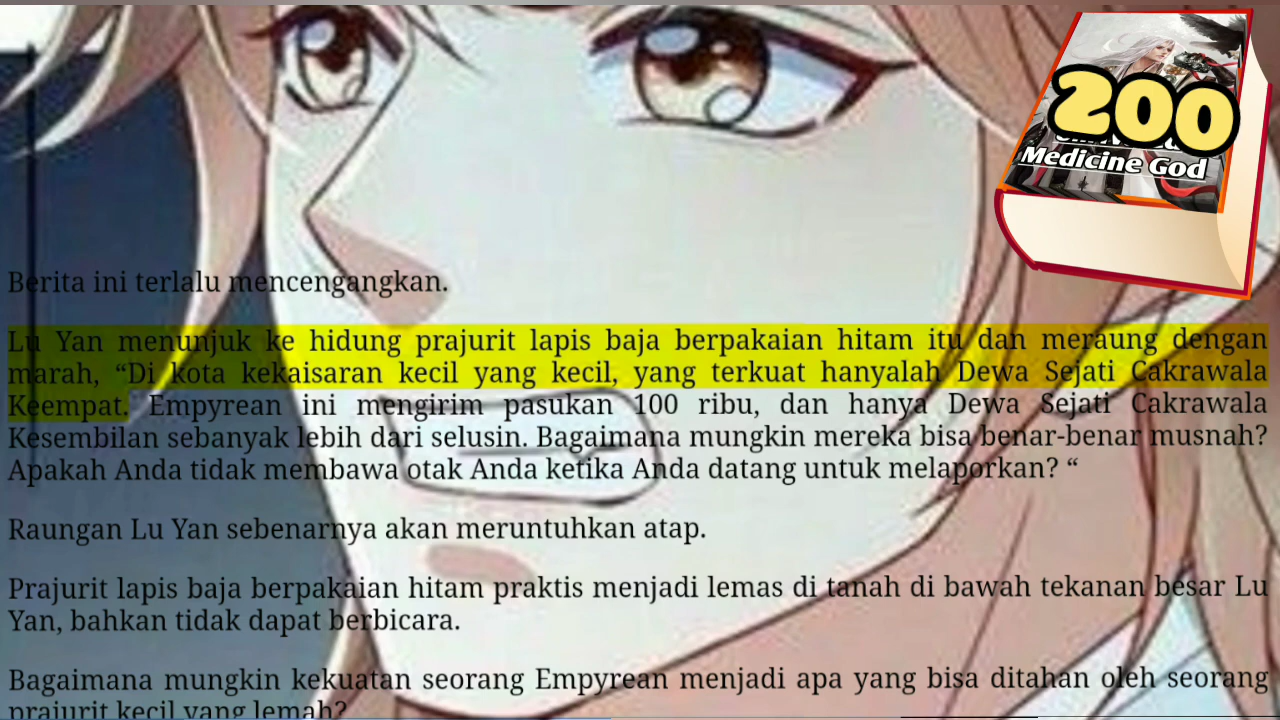 200
Medicine God
Berita ini terlalu mencengangkan.
Lu Yan menunjuk ke hidung prajurit lapis baja berpakaian hitam itu dan meraung dengan
marah, “Di kota kekaisaran kecil yang kecil, yang terkuat hanyalah Dewa Sejati Cakrawala
Keempat. Empyrean ini mengirim pasukan 100 ribu, dan hanya Dewa Sejati Cakrawala
Kesembilan sebanyak lebih dari selusin. Bagaimana mungkin mereka bisa benar-benar musnah?
Apakah Anda tidak membawa otak Anda ketika Anda datang untuk melaporkan? “
Raungan Lu Yan sebenarnya akan meruntuhkan atap.
Prajurit lapis baja berpakaian hitam praktis menjadi lemas di tanah di bawah tekanan besar Lu
Yan, bahkan tidak dapat berbicara.
Bagaimana mungkin kekuatan seorang Empyrean menjadi apa yang bisa ditahan oleh seorang
prajurit kecil yang lemah?